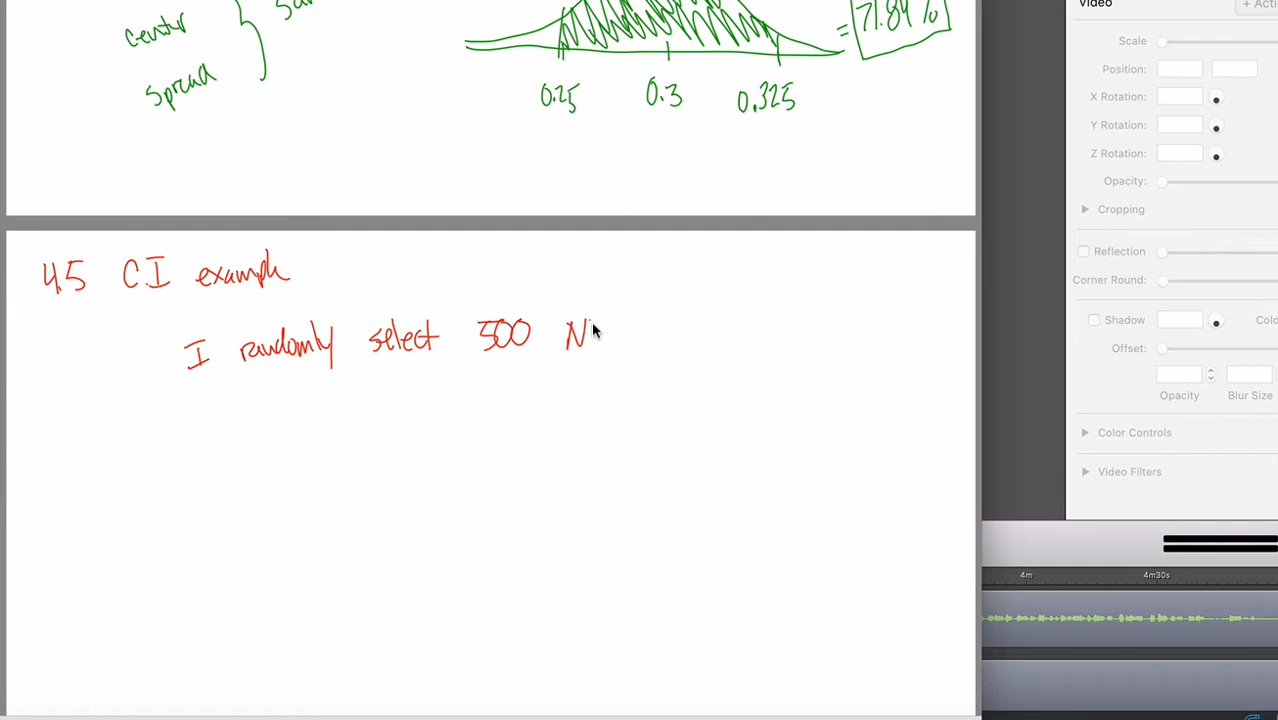 Video
+ Acti
Center
Spread
= 71.84%
0.25 0.3 0.325
Scale
Position:
X Rotation:
Y Rotation:
Z Rotation:
Opacity:
Cropping
Reflection
Corner Round:
Shadow
Colo
Offset:
Opacity
Blur Size
Color Controls
Video Filters
4.5 C.I example
I randomly select 500 N
4m
4m30s